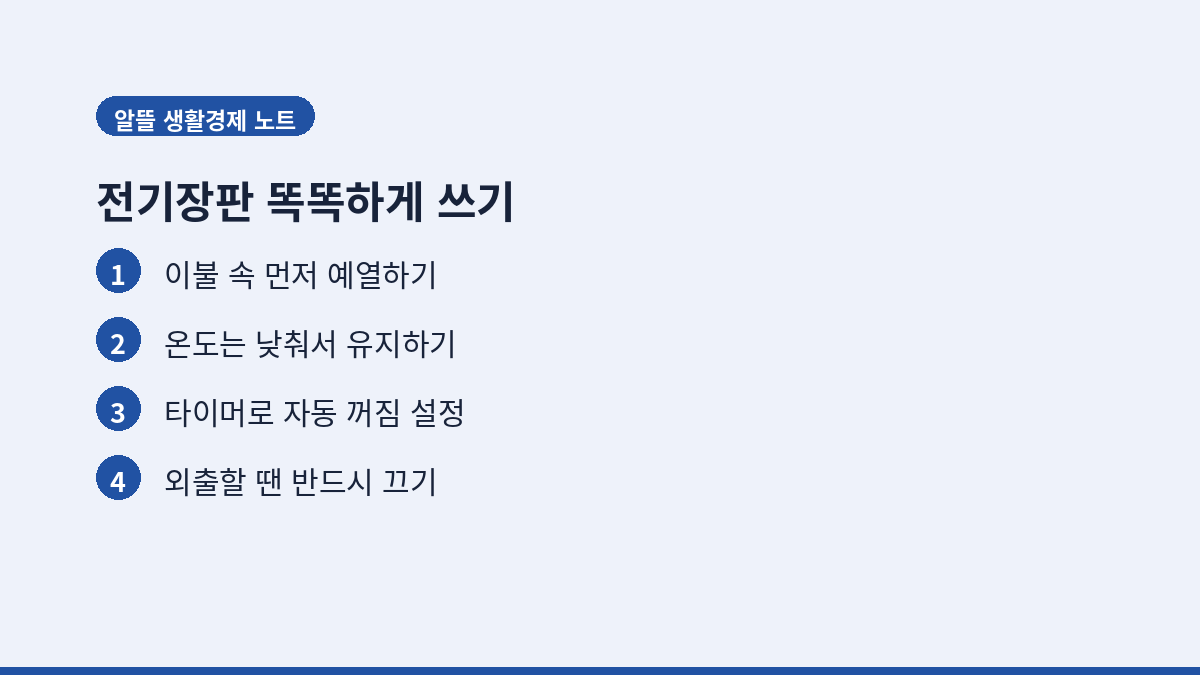 알뜰 생활경제 노트
전기장판 똑똑하게 쓰기
1 이불 속 먼저 예열하기
2 온도는 낮춰서 유지하기
3 타이머로 자동 꺼짐 설정
4 외출할 땐 반드시 끄기